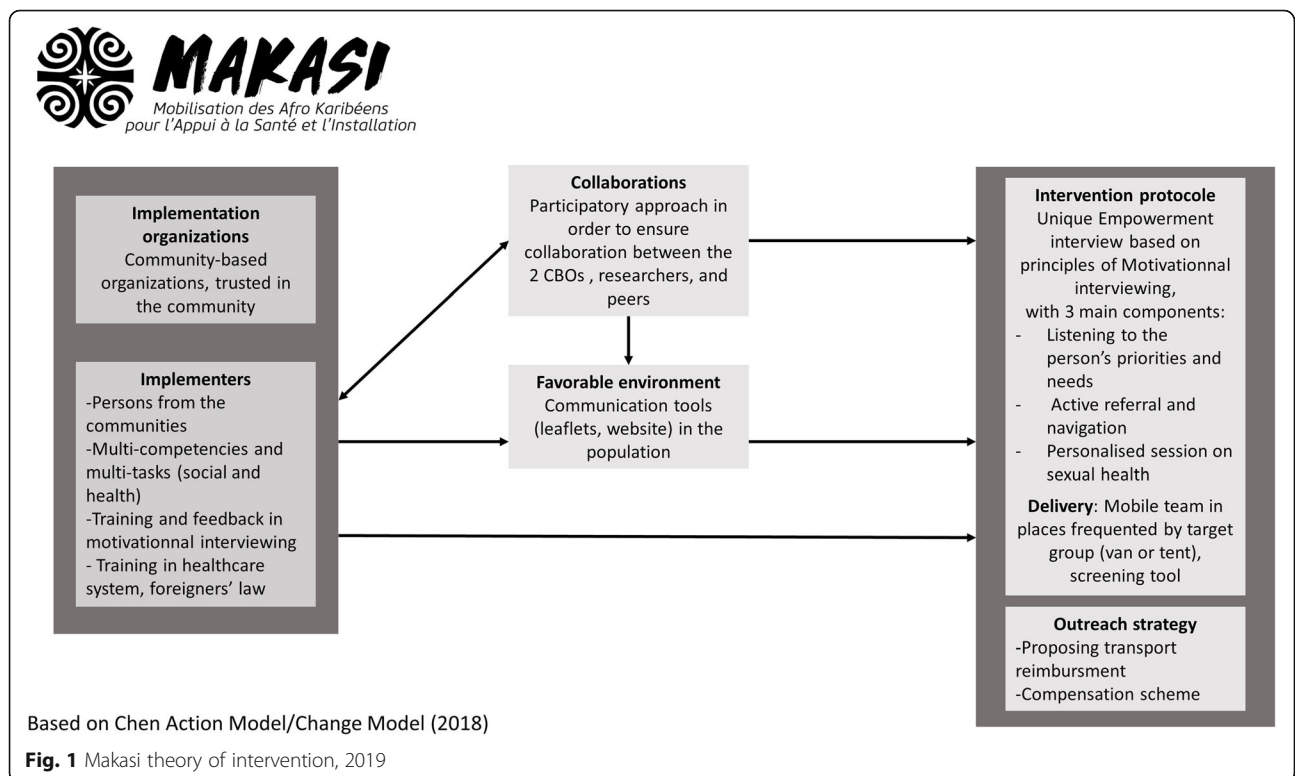 MAKASI
Mobilisation des Afro Karibéens
pour l'Appui à la Santé et l'Installation
Implementation
organizations
Community-based
organizations, trusted in
the community
Implementers
-Persons from the
communities
-Multi-competencies and
multi-tasks (social and
health)
-Training and feedback in
motivationnal interviewing
- Training in healthcare
system, foreigners' law
Collaborations
Participatory approach in
order to ensure
collaboration between the
2 CBOs , researchers, and
peers
Favorable environment
Communication tools
(leaflets, website) in the
population
Intervention protocole
Unique Empowerment
interview based on
principles of Motivationnal
interviewing,
with 3 main components:
- Listening to the
person's priorities and
needs
- Active referral and
navigation
- Personalised session on
sexual health
Delivery: Mobile team in
places frequented by target
group (van or tent),
screening tool
Outreach strategy
-Proposing transport
reimbursment
-Compensation scheme
Based on Chen Action Model/Change Model (2018)
Fig. 1 Makasi theory of intervention, 2019